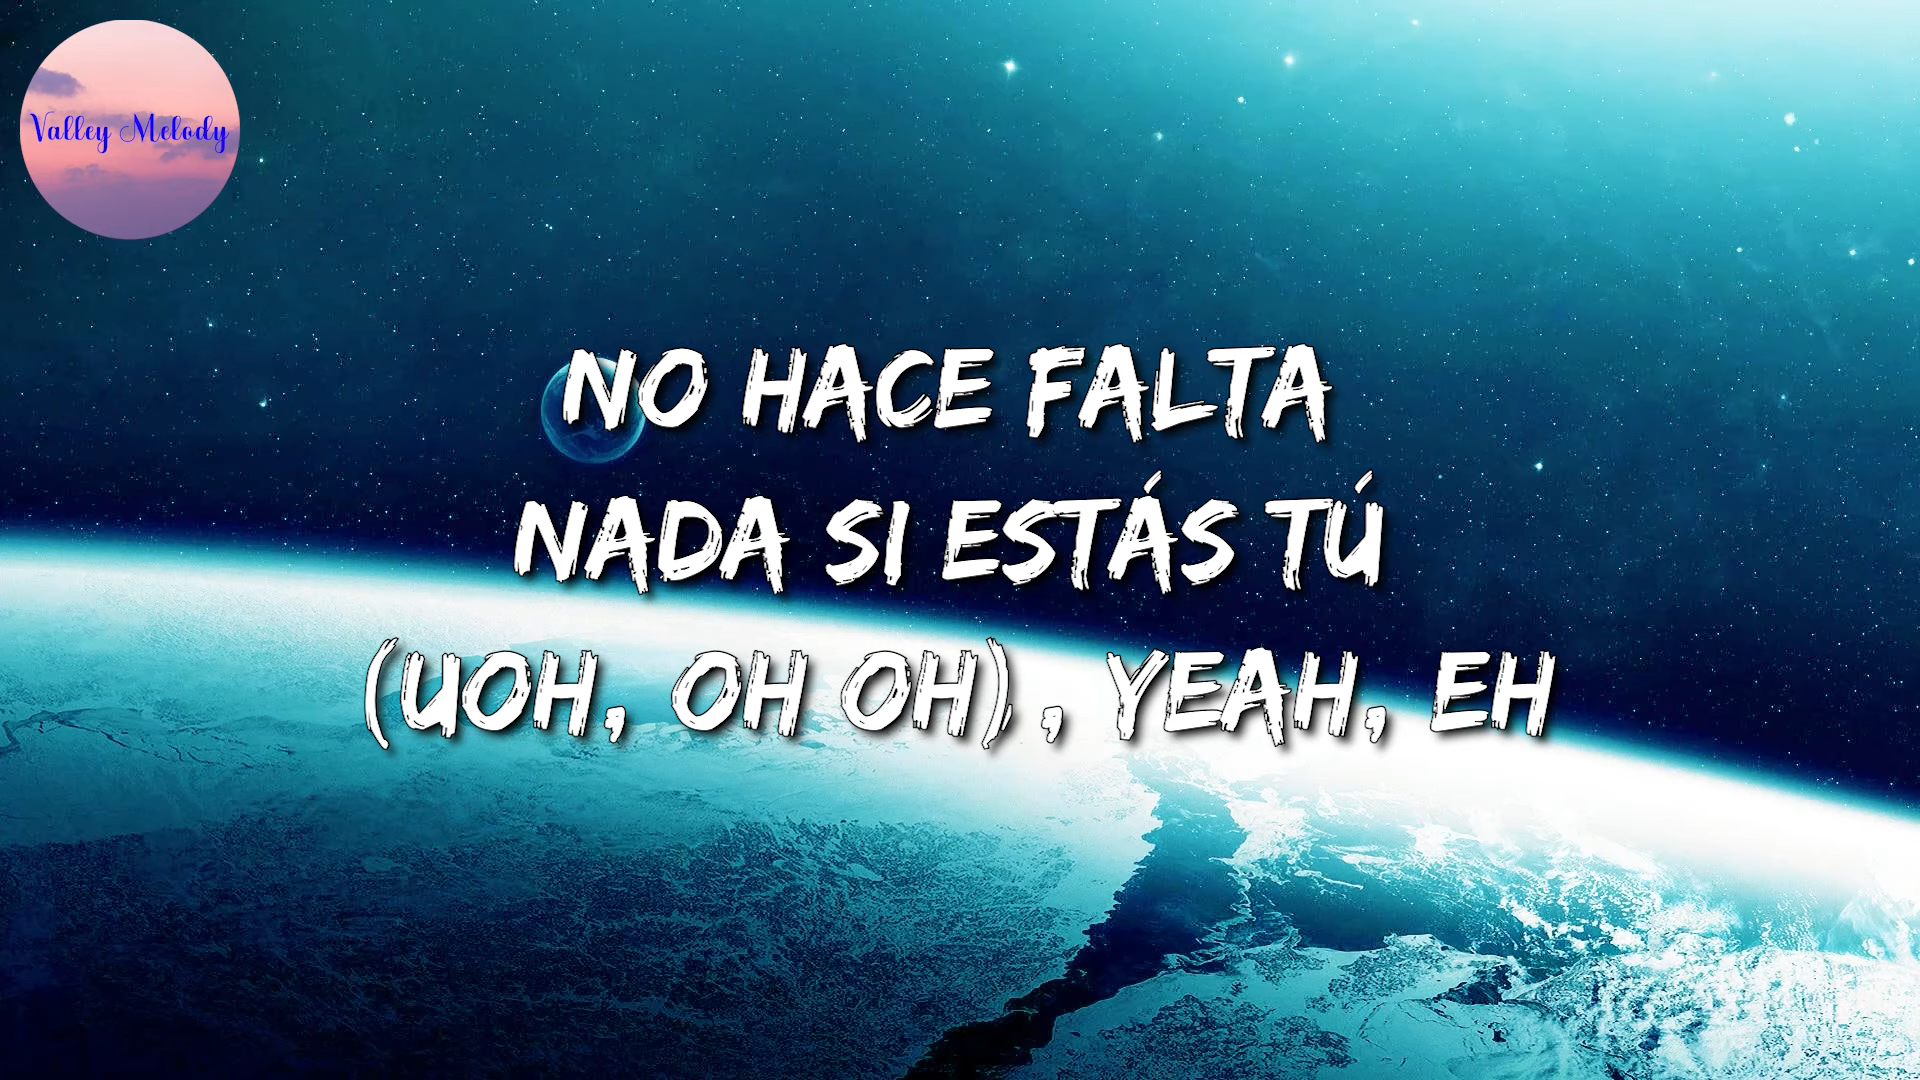 Valley Melody
NO HACE FALTA
NADA SI ESTÁS TÚ
(UOH, OH OH) , YEAH, EH